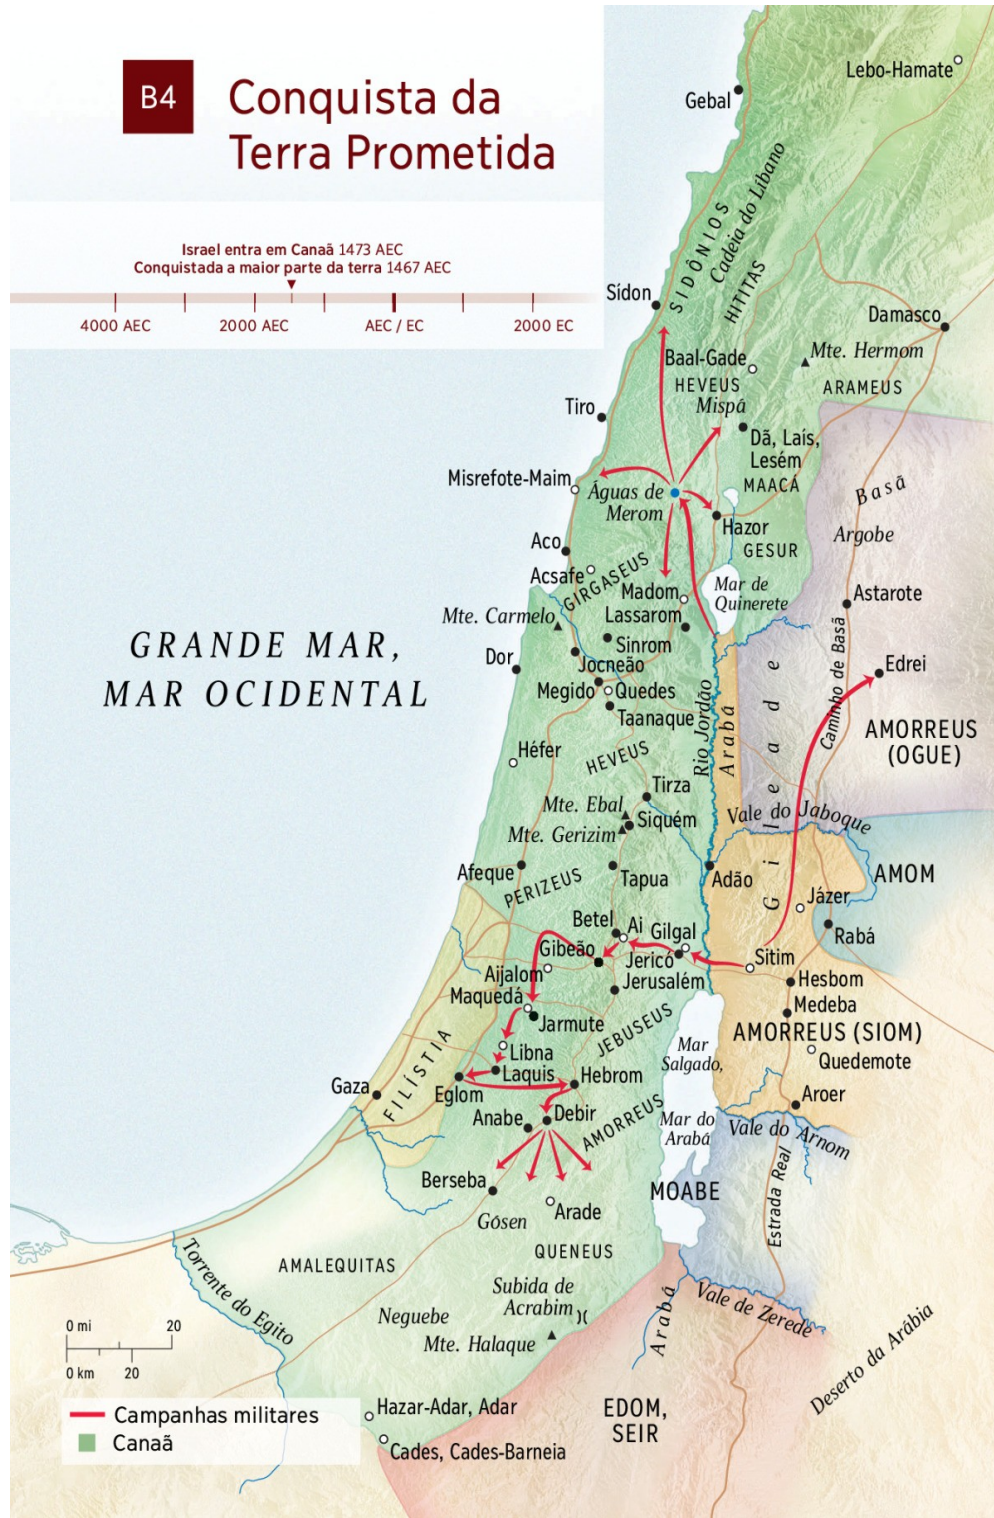 B4
Conquista da
Terra Prometida
Israel entra em Canaã 1473 AEC
Conquistada a maior parte da terra 1467 AEC
4000 AEC
2000 AEC
AEC / EC
2000 EC
Lebo-Hamate
Gebal
Cadeia do Líbano
SIDÔNIOS
HITITAS
Sídon
Damasco
Baal-Gade
Mte. Hermom
HEVEUS
ARAMEUS
Mispá
Tiro
Dã, Laís,
Lesém
Misrefote-Maim
Águas de
Merom
MAACÁ
Basã
Hazor
Argobe
Aco
GESUR
Acsafe
GIRGASEUS
Mar de
Quinerete
Madom
Astarote
Mte. Carmelo
Lassarom
Sinrom
Dor
Jocneão
Edrei
Megido
Quedes
Taanaque
GRANDE MAR,
MAR OCIDENTAL
Rio Jordão
Arabá
Gileade
Caminho de Basã
AMORREUS
(OGUE)
Héfer
HEVEUS
Tirza
Mte. Ebal
Siquém
Mte. Gerizim
Vale do Jaboque
Afeque
PERIZEUS
Tapua
Adão
AMOM
Jázer
Betel
Ai
Gilgal
Rabá
Gibeão
Jericó
Sitim
Aijalom
Jerusalém
Hesbom
Maquedá
Medeba
Jarmute
JEBUSEUS
AMORREUS (SIOM)
Libna
Mar
Salgado,
Quedemote
Laquis
Hebrom
FILÍSTIA
Gaza
Eglom
Aroer
Anabe
Debir
AMORREUS
Mar do
Arabá
Vale do Arnom
Berseba
MOABE
Estrada Real
Arade
Gósen
QUENEUS
AMALEQUITAS
Torrente do Egito
Subida de
Acrabim
Neguebe
Arabá
Vale de Zerede
Mte. Halaque
Deserto da Arábia
0 mi
20
0 km
20
Campanhas militares
Canaã
Hazar-Adar, Adar
Cades, Cades-Barneia
EDOM,
SEIR